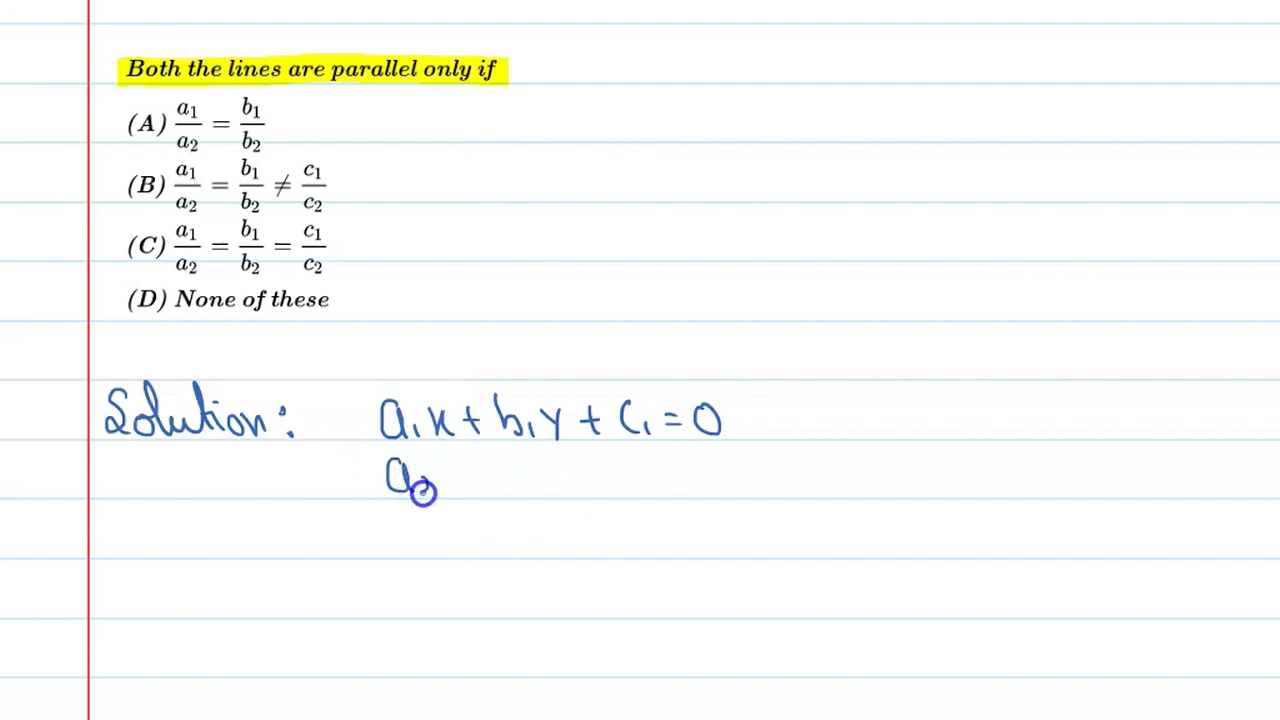 Both the lines are parallel only if
(A) a₁/a₂ = b₁/b₂
(B) a₁/a₂ = b₁/b₂ ≠ c₁/c₂
(C) a₁/a₂ = b₁/b₂ = c₁/c₂
(D) None of these
Solution: a₁x + b₁y + c₁ = 0
a₂